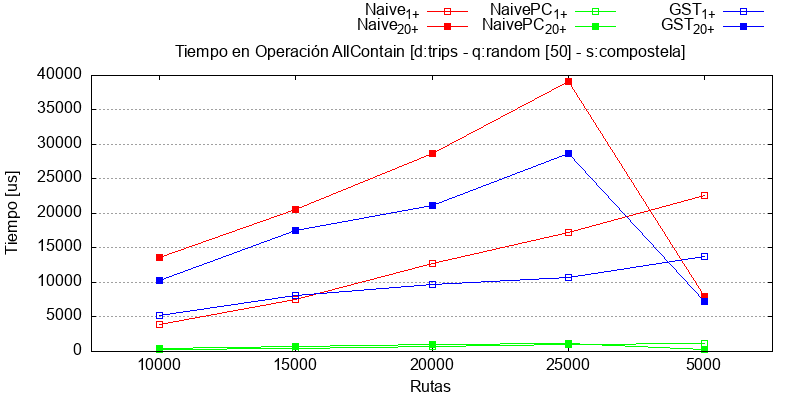 Naive1+ NaivePC1+ GST1+
Naive20+ NaivePC20+ GST20+
Tiempo en Operación AllContain [d:trips - q:random [50] - s:compostela]
40000
35000
30000
25000
20000
15000
10000
5000
0
Tiempo [us]
10000 15000 20000 25000 5000
Rutas